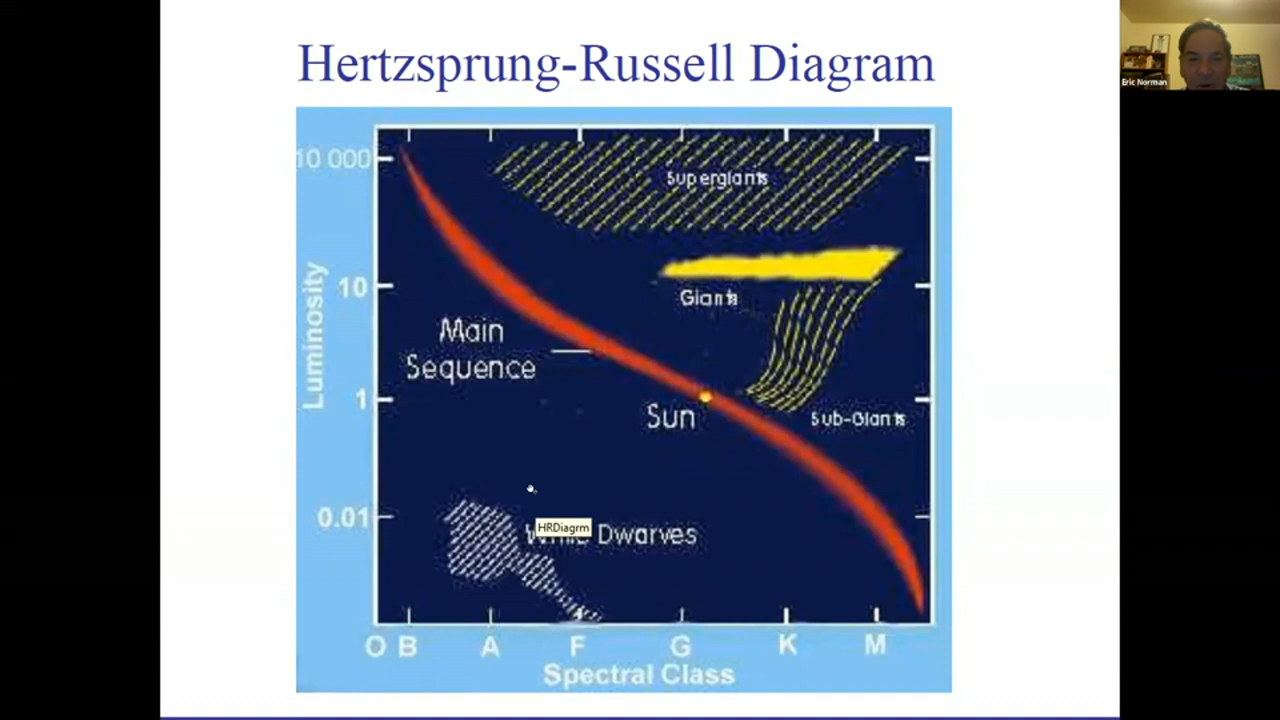 Hertzsprung-Russell Diagram
Eric Norman
10 000
Supergiants
10
Giants
Luminosity
Main
Sequence
1
Sun
Sub-Giants
0.01
HRDiagrm
Dwarves
O B A F G K M
Spectral Class